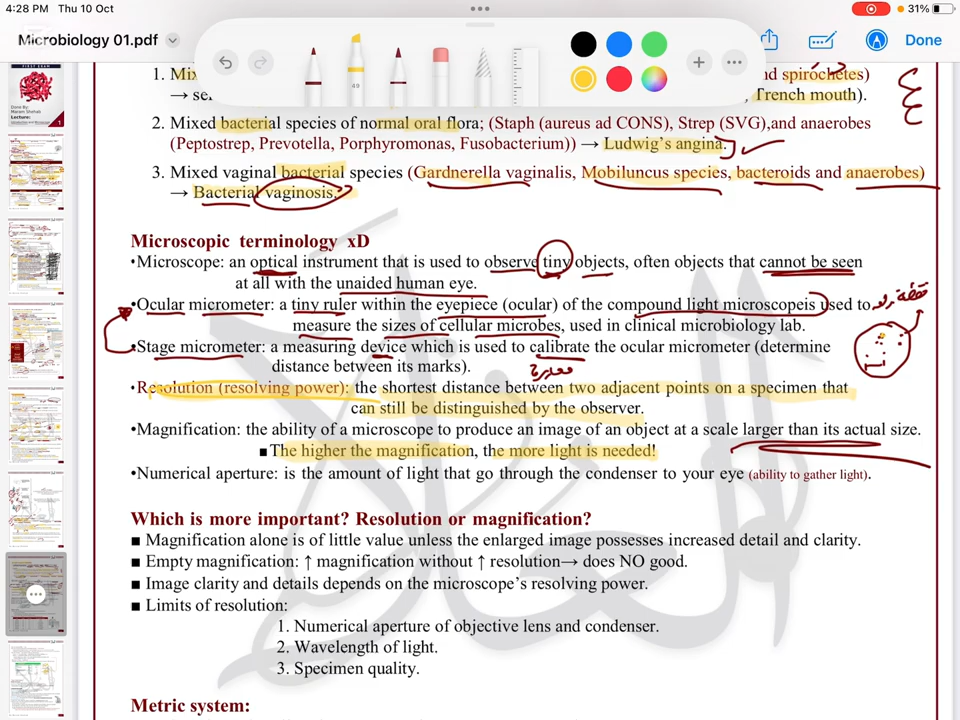 4:28 PM Thu 10 Oct
31%
Microbiology 01.pdf
Done
49
1. Mix
nd spirochetes)
→ se
, Trench mouth).
2. Mixed bacterial species of normal oral flora; (Staph (aureus ad CONS), Strep (SVG),and anaerobes
(Peptostrep, Prevotella, Porphyromonas, Fusobacterium)) → Ludwig's angina.
3. Mixed vaginal bacterial species (Gardnerella vaginalis, Mobiluncus species, bacteroids and anaerobes)
→ Bacterial vaginosis.
Microscopic terminology xD
•Microscope: an optical instrument that is used to observe tiny objects, often objects that cannot be seen
at all with the unaided human eye.
•Ocular micrometer: a tiny ruler within the eyepiece (ocular) of the compound light microscopeis used to
measure the sizes of cellular microbes, used in clinical microbiology lab.
•Stage micrometer: a measuring device which is used to calibrate the ocular micrometer (determine
distance between its marks).
معايرة
•Resolution (resolving power): the shortest distance between two adjacent points on a specimen that
can still be distinguished by the observer.
•Magnification: the ability of a microscope to produce an image of an object at a scale larger than its actual size.
■The higher the magnification, the more light is needed!
•Numerical aperture: is the amount of light that go through the condenser to your eye (ability to gather light).
Which is more important? Resolution or magnification?
■ Magnification alone is of little value unless the enlarged image possesses increased detail and clarity.
■ Empty magnification: ↑ magnification without ↑ resolution→ does NO good.
■ Image clarity and details depends on the microscope's resolving power.
■ Limits of resolution:
1. Numerical aperture of objective lens and condenser.
2. Wavelength of light.
3. Specimen quality.
Metric system: